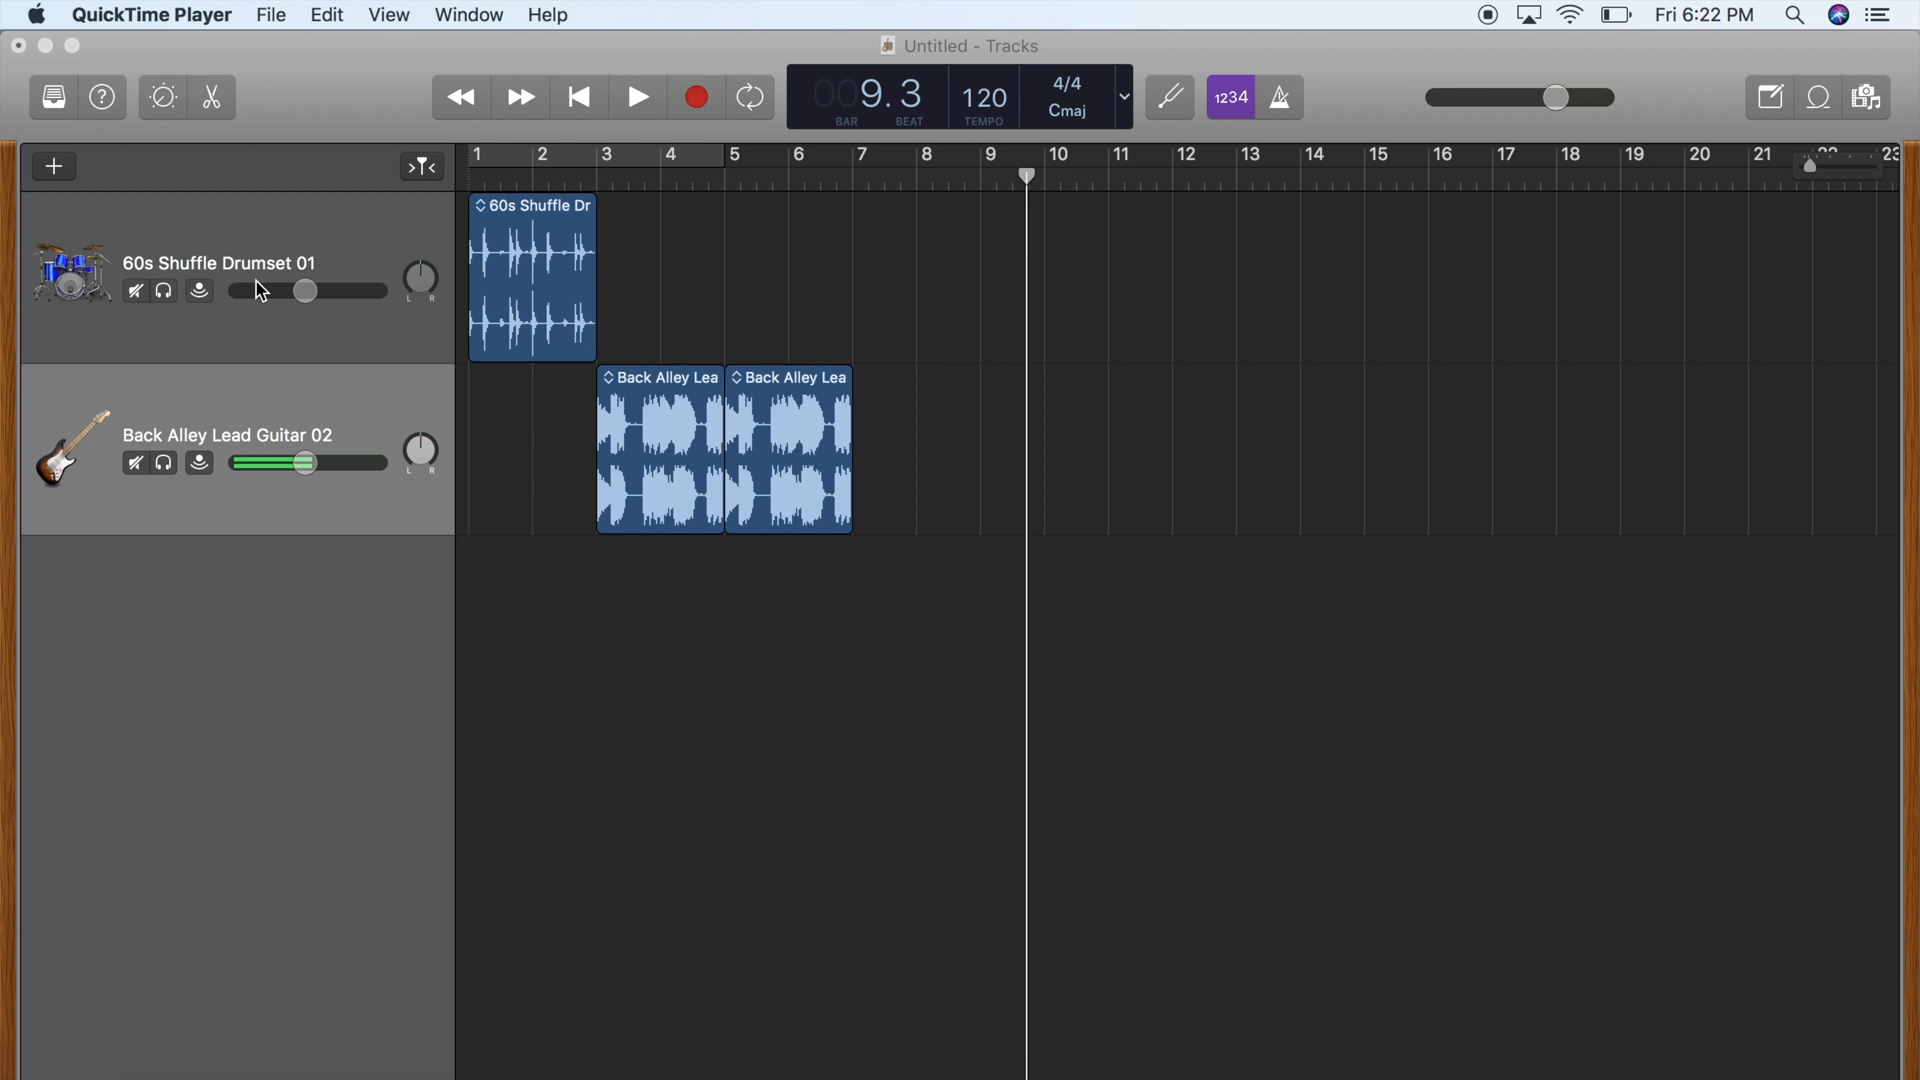 QuickTime Player File Edit View Window Help Fri 6:22 PM
Untitled - Tracks
009.3 120 4/4 1234
Cmaj
BAR BEAT TEMPO
1 2 3 4 5 6 7 8 9 10 11 12 13 14 15 16 17 18 19 20 21 22 23
60s Shuffle Dr
60s Shuffle Drumset 01
L R
Back Alley Lea Back Alley Lea
Back Alley Lead Guitar 02
L R